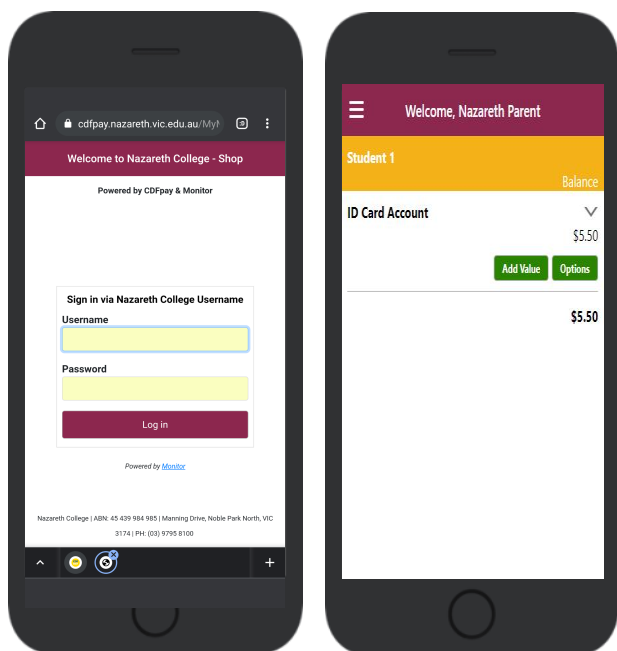 cdfpay.nazareth.vic.edu.au/My
Welcome to Nazareth College - Shop
Powered by CDFpay & Monitor
Sign in via Nazareth College Username
Username
Password
Log in
Powered by Monitor
Nazareth College | ABN: 45 439 984 985 | Manning Drive, Noble Park North, VIC
3174 | PH: (03) 9795 8100
Welcome, Nazareth Parent
Student 1
Balance
ID Card Account
$5.50
Add Value Options
$5.50